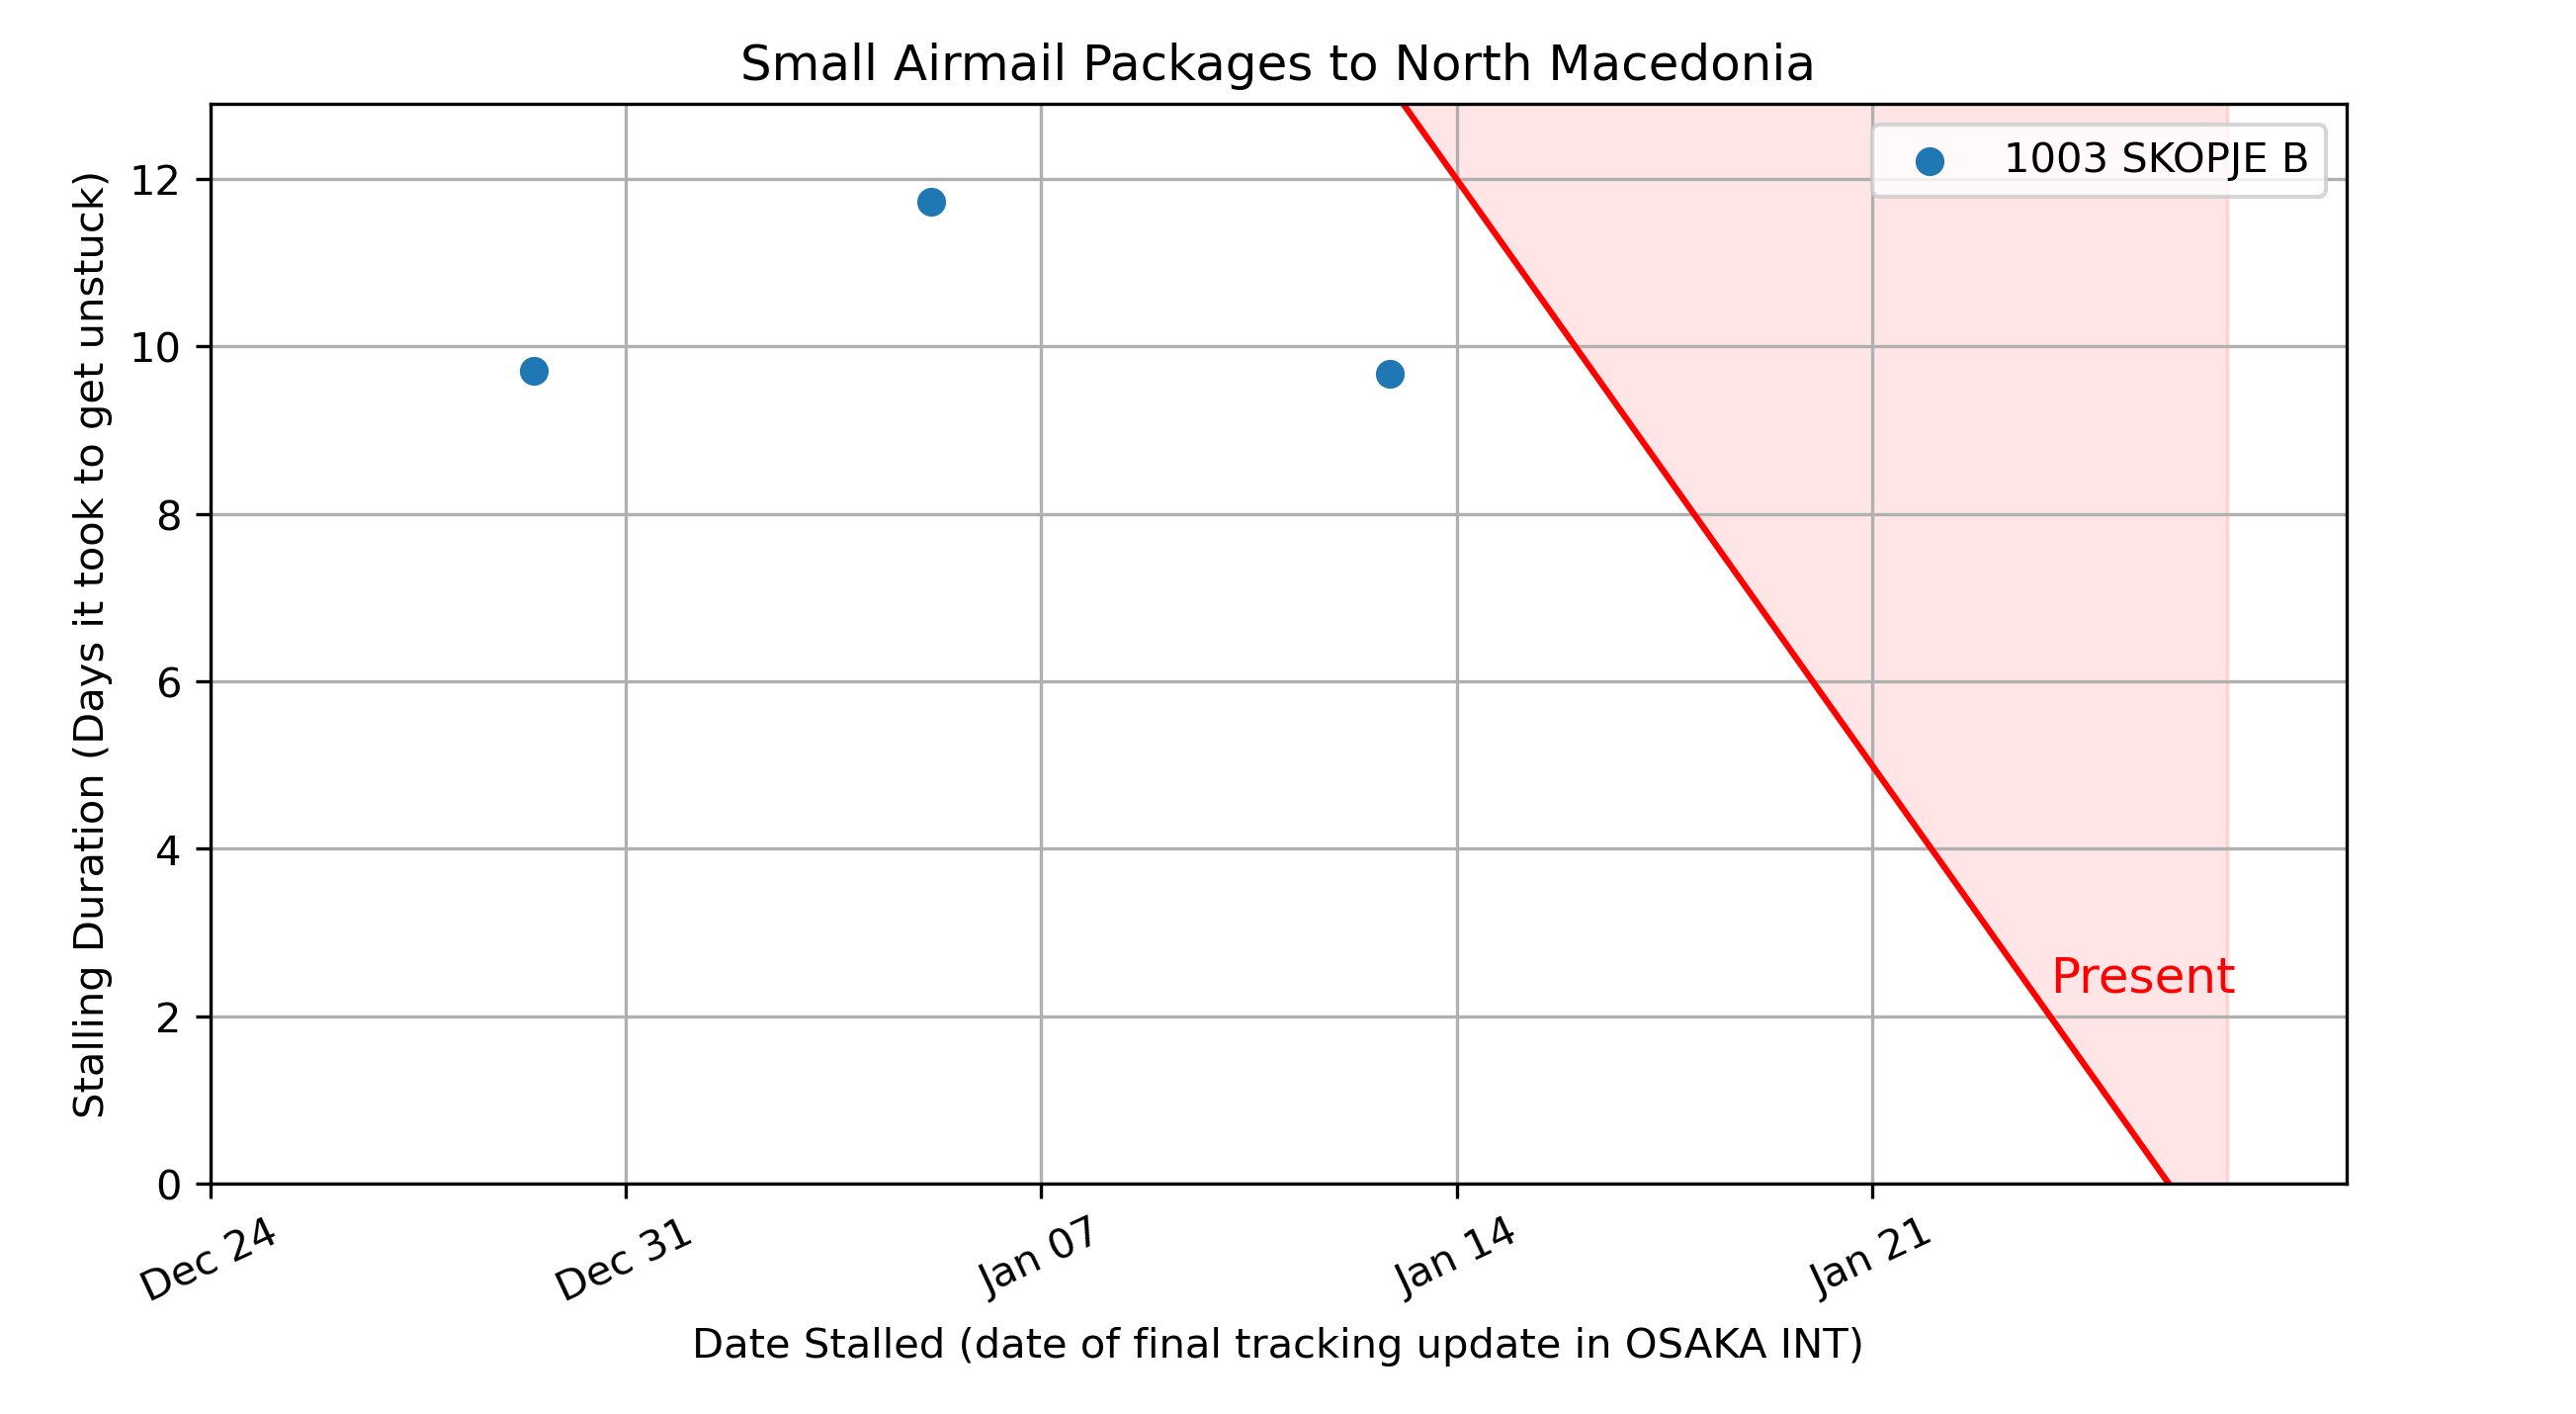 Small Airmail Packages to North Macedonia
1003 SKOPJE B
Stalling Duration (Days it took to get unstuck)
12
10
8
6
4
2
0
Present
Dec 24
Dec 31
Jan 07
Jan 14
Jan 21
Date Stalled (date of final tracking update in OSAKA INT)